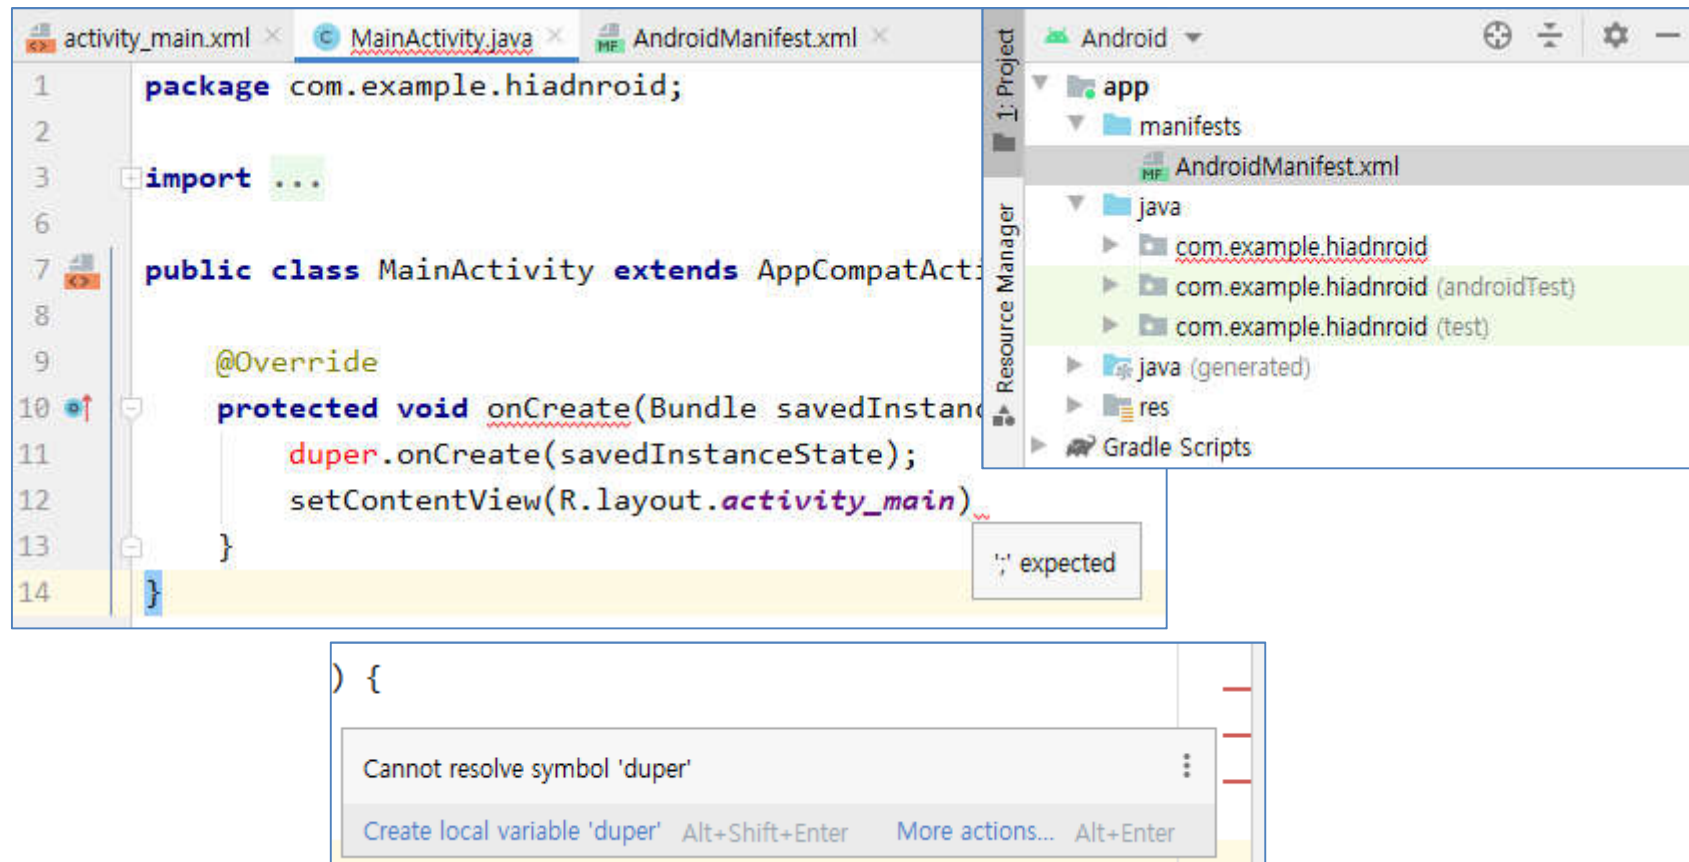 activity_main.xml MainActivity.java AndroidManifest.xml
1 package com.example.hiadnroid;
2
3 import ...
6
7 public class MainActivity extends AppCompatActi
8
9 @Override
10 protected void onCreate(Bundle savedInstanc
11 duper.onCreate(savedInstanceState);
12 setContentView(R.layout.activity_main)
13 }
14 }
';' expected
1: Project
Resource Manager
Android
app
manifests
MF AndroidManifest.xml
java
com.example.hiadnroid
com.example.hiadnroid (androidTest)
com.example.hiadnroid (test)
java (generated)
res
Gradle Scripts
) {
Cannot resolve symbol 'duper'
Create local variable 'duper' Alt+Shift+Enter More actions... Alt+Enter